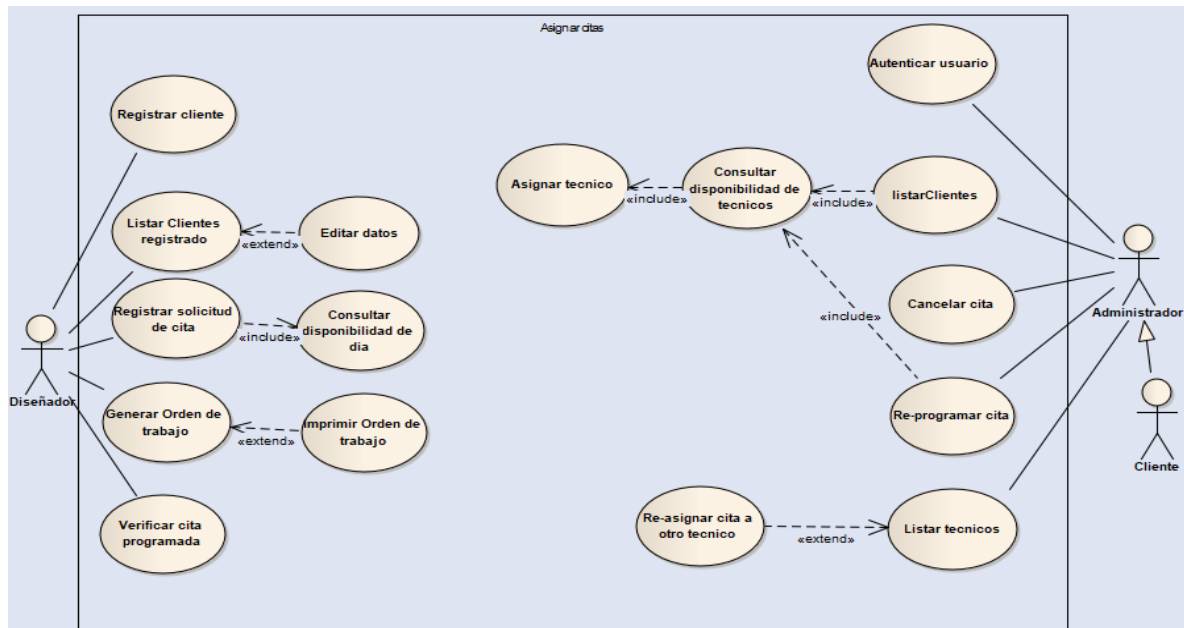 Asignar citas
Autenticar usuario
Registrar cliente
Asignar tecnico
«include»
Consultar
disponibilidad de
tecnicos
«include»
listarClientes
Listar Clientes
registrado
«extend»
Editar datos
Registrar solicitud
de cita
«include»
Consultar
disponibilidad de
dia
«include»
Cancelar cita
Administrador
Diseñador
Generar Orden de
trabajo
«extend»
Imprimir Orden de
trabajo
Re-programar cita
Cliente
Verificar cita
programada
Re-asignar cita a
otro tecnico
«extend»
Listar tecnicos